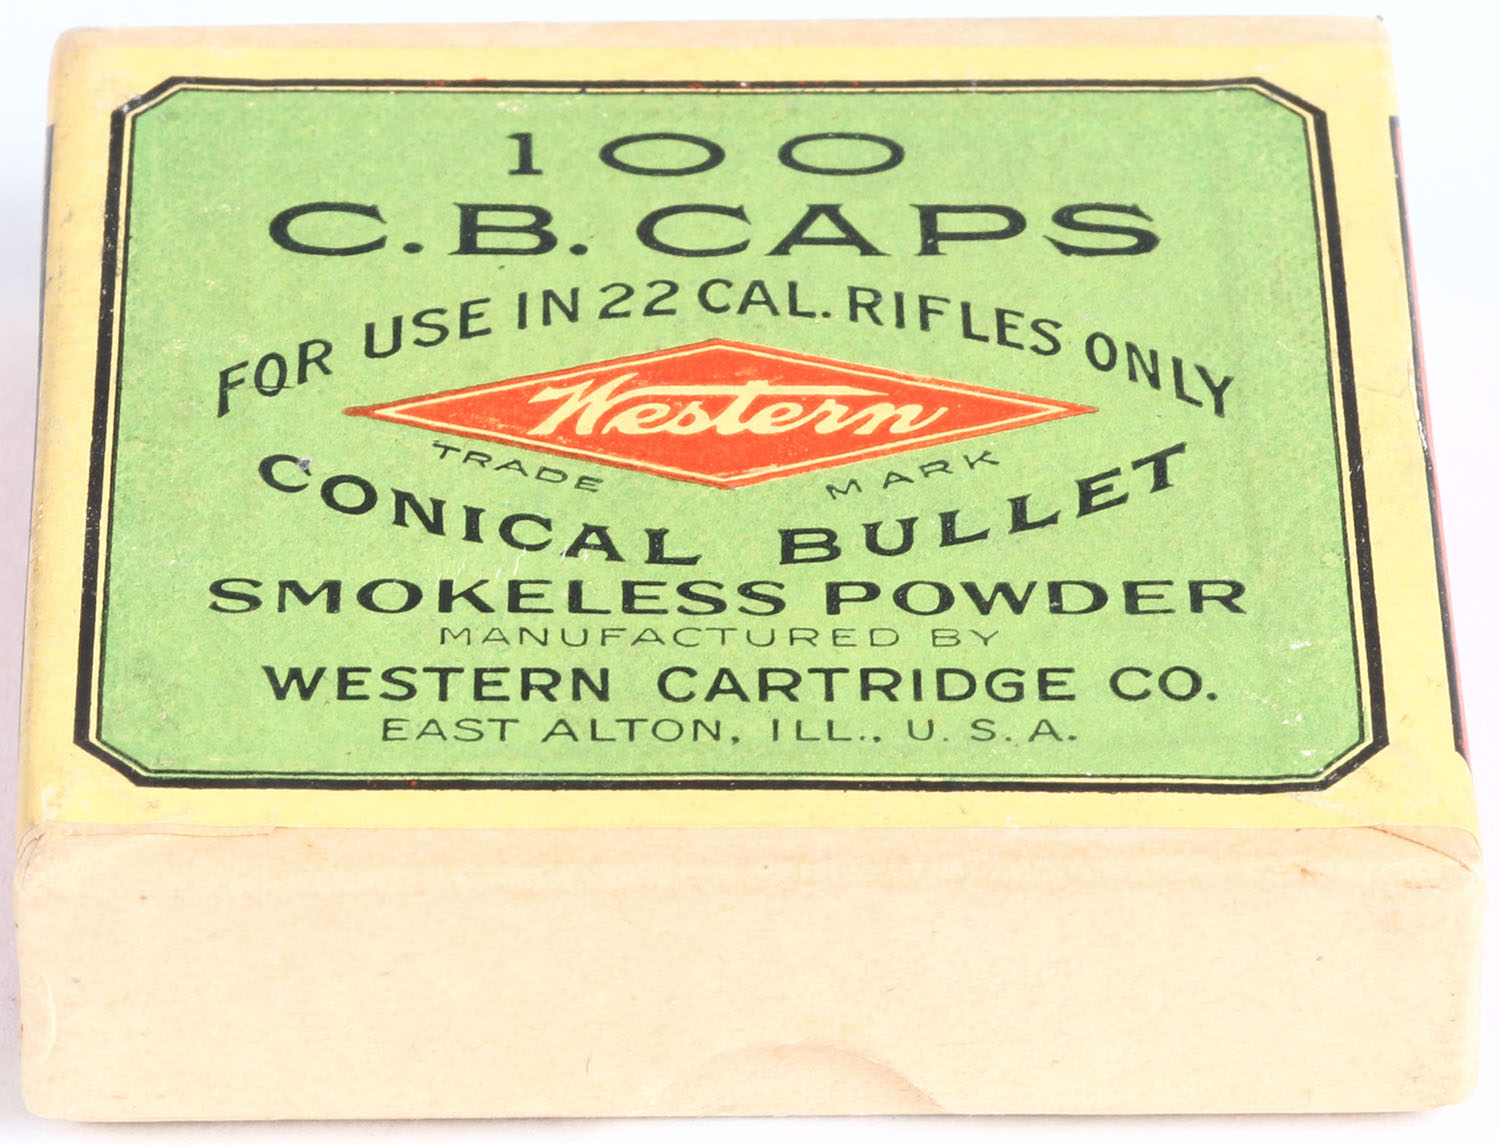 100
C.B. CAPS
FOR USE IN 22 CAL. RIFLES ONLY
Western
TRADE MARK
CONICAL BULLET
SMOKELESS POWDER
MANUFACTURED BY
WESTERN CARTRIDGE CO.
EAST ALTON, ILL., U.S.A.